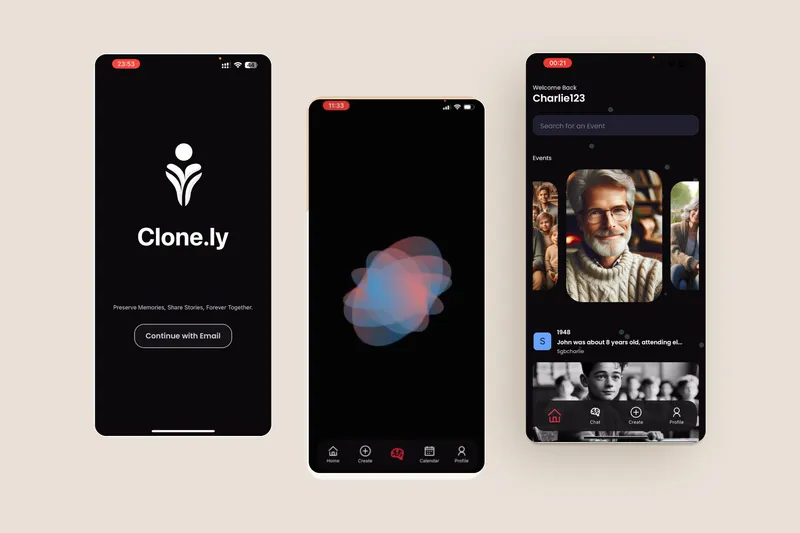 23:53
48
Clone.ly
Preserve Memories, Share Stories, Forever Together.
Continue with Email
11:33
Home
Create
Calendar
Profile
00:21
Welcome Back
Charlie123
Search for an Event
Events
S
1948
John was about 8 years old, attending el...
Sgbcharlie
Chat
Create
Profile